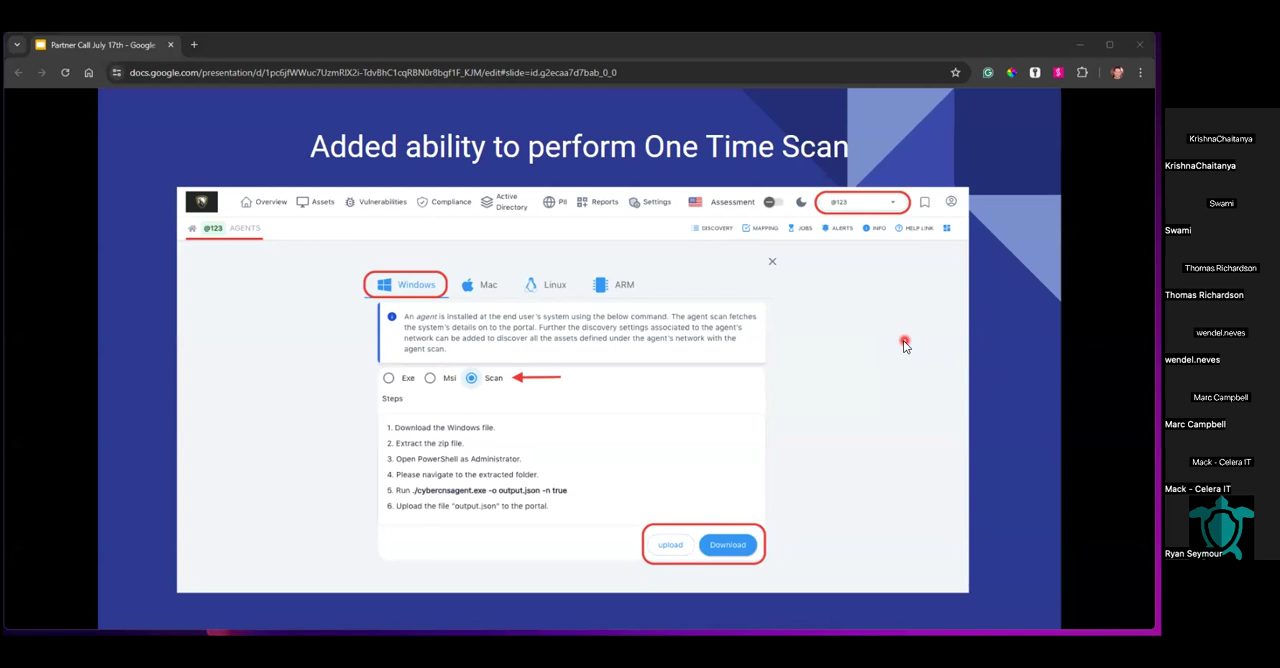 Partner Call July 17th - Google
docs.google.com/presentation/d/1pc6jfWWuc7UzmRlX2i-TdvBhC1cqRBN0r8bgf1F_KJM/edit#slide=id.g2ecaa7d7bab_0_0
Added ability to perform One Time Scan
Overview Assets Vulnerabilities Compliance Active Directory PII Reports Settings Assessment @123
@123 AGENTS DISCOVERY MAPPING JOBS ALERTS INFO HELP LINK
Windows Mac Linux ARM
An agent is installed at the end user's system using the below command. The agent scan fetches
the system's details on to the portal. Further the discovery settings associated to the agent's
network can be added to discover all the assets defined under the agent's network with the
agent scan.
Exe Msi Scan
Steps
1. Download the Windows file.
2. Extract the zip file.
3. Open PowerShell as Administrator.
4. Please navigate to the extracted folder.
5. Run ./cybercnsagent.exe -o output.json -n true
6. Upload the file "output.json" to the portal.
upload Download
KrishnaChaitanya
KrishnaChaitanya
Swami
Swami
Thomas Richardson
Thomas Richardson
wendel.neves
wendel.neves
Marc Campbell
Marc Campbell
Mack - Celera IT
Mack - Celera IT
Ryan Seymour